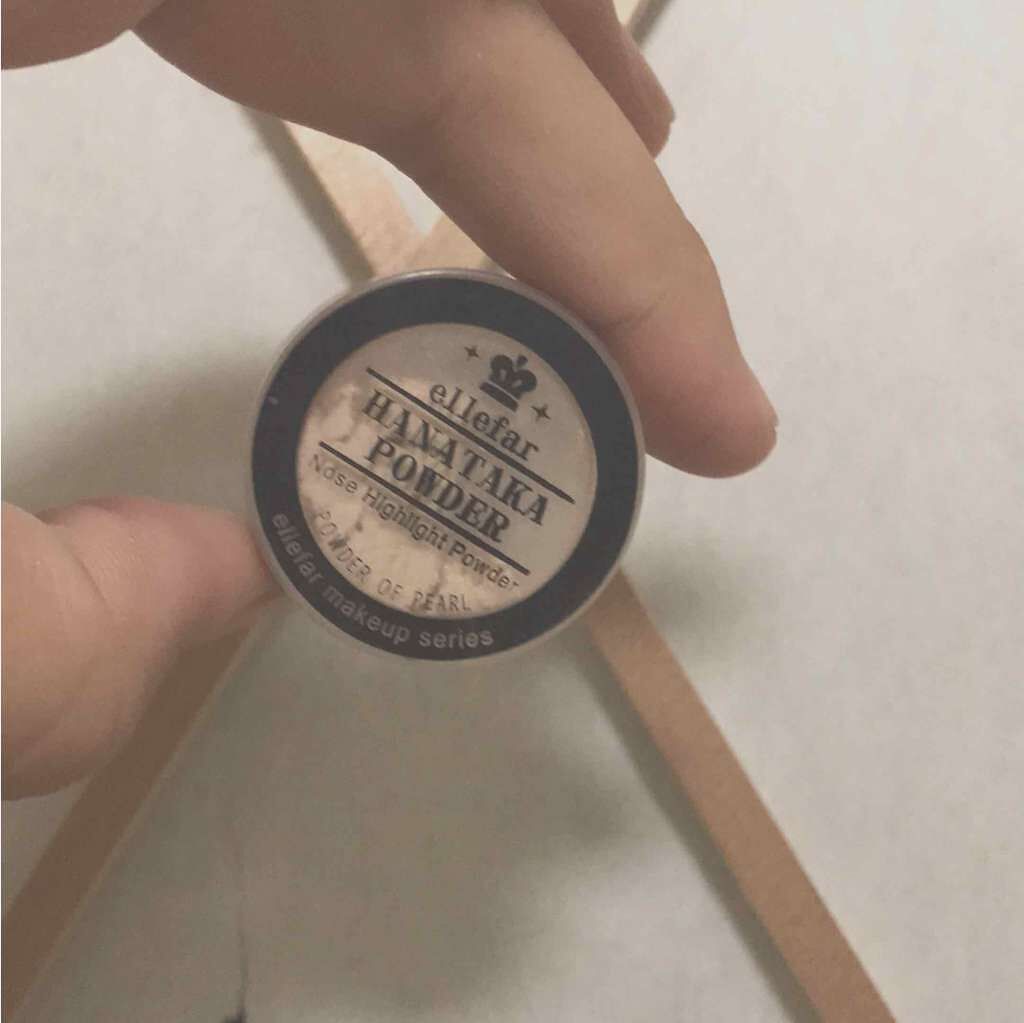 ellefar
HANATAKA
POWDER
Nose Highlight Powder
POWDER OF PEARL
ellefar makeup series